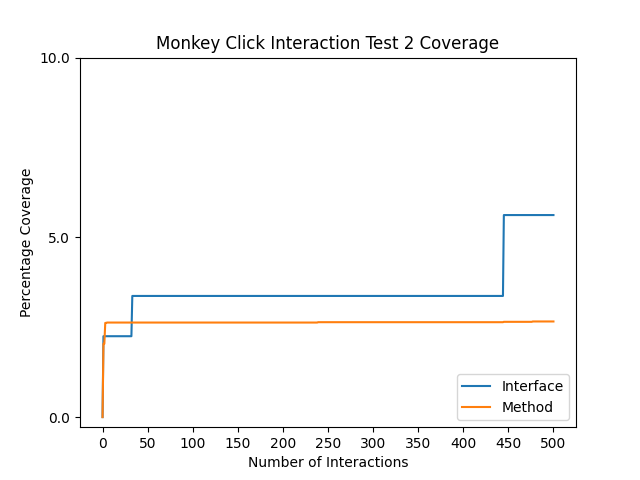 Monkey Click Interaction Test 2 Coverage
10.0
5.0
0.0
Percentage Coverage
Interface
Method
0 50 100 150 200 250 300 350 400 450 500
Number of Interactions